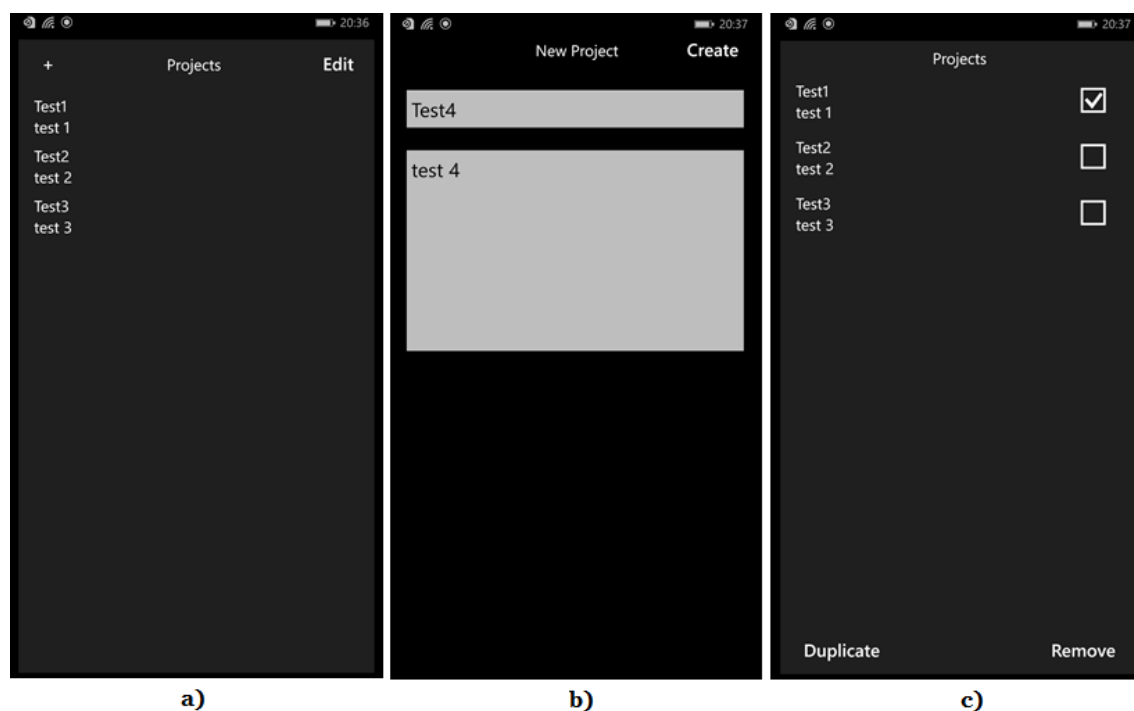 20:36
+ Projects Edit
Test1
test 1
Test2
test 2
Test3
test 3
a)
20:37
New Project Create
Test4
test 4
b)
20:37
Projects
Test1
test 1
Test2
test 2
Test3
test 3
Duplicate Remove
c)